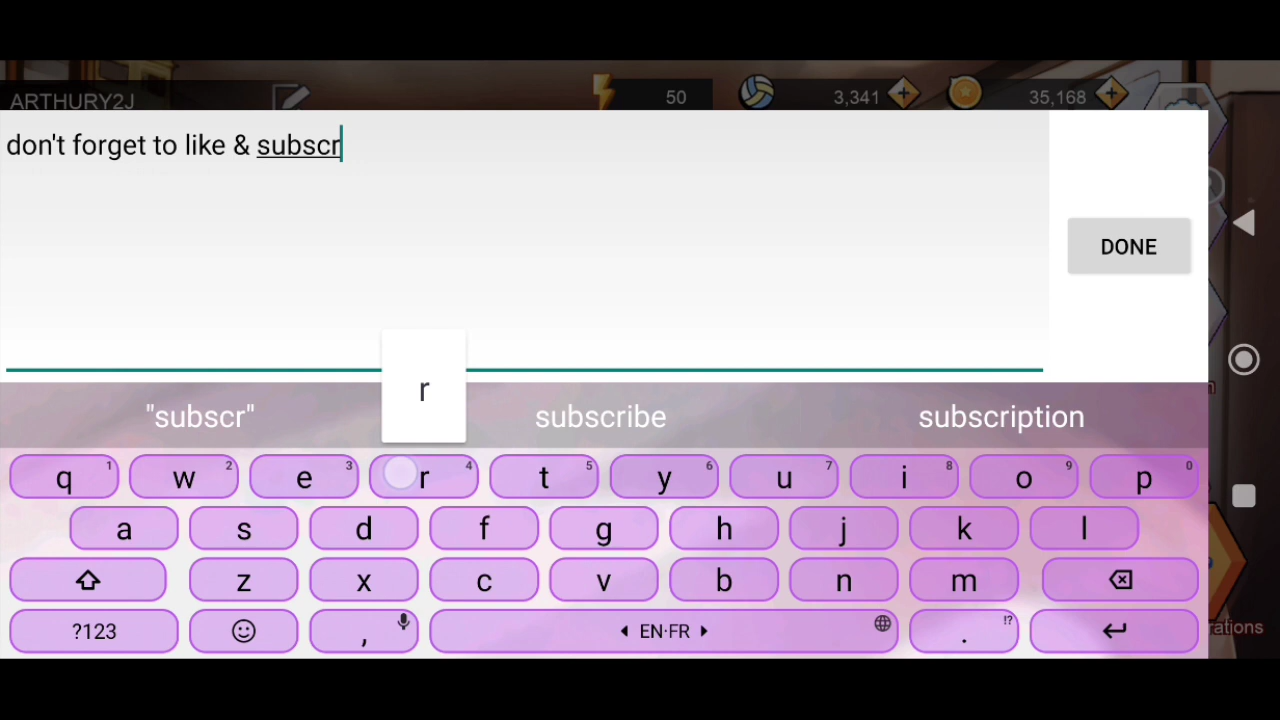 ARTHURY2J
50
3,341
35,168
don't forget to like & subscr
DONE
r
"subscr" subscribe subscription
q 1 w 2 e 3 r 4 t 5 y 6 u 7 i 8 o 9 p 0
a s d f g h j k l
z x c v b n m
?123 , EN·FR . !?
rations